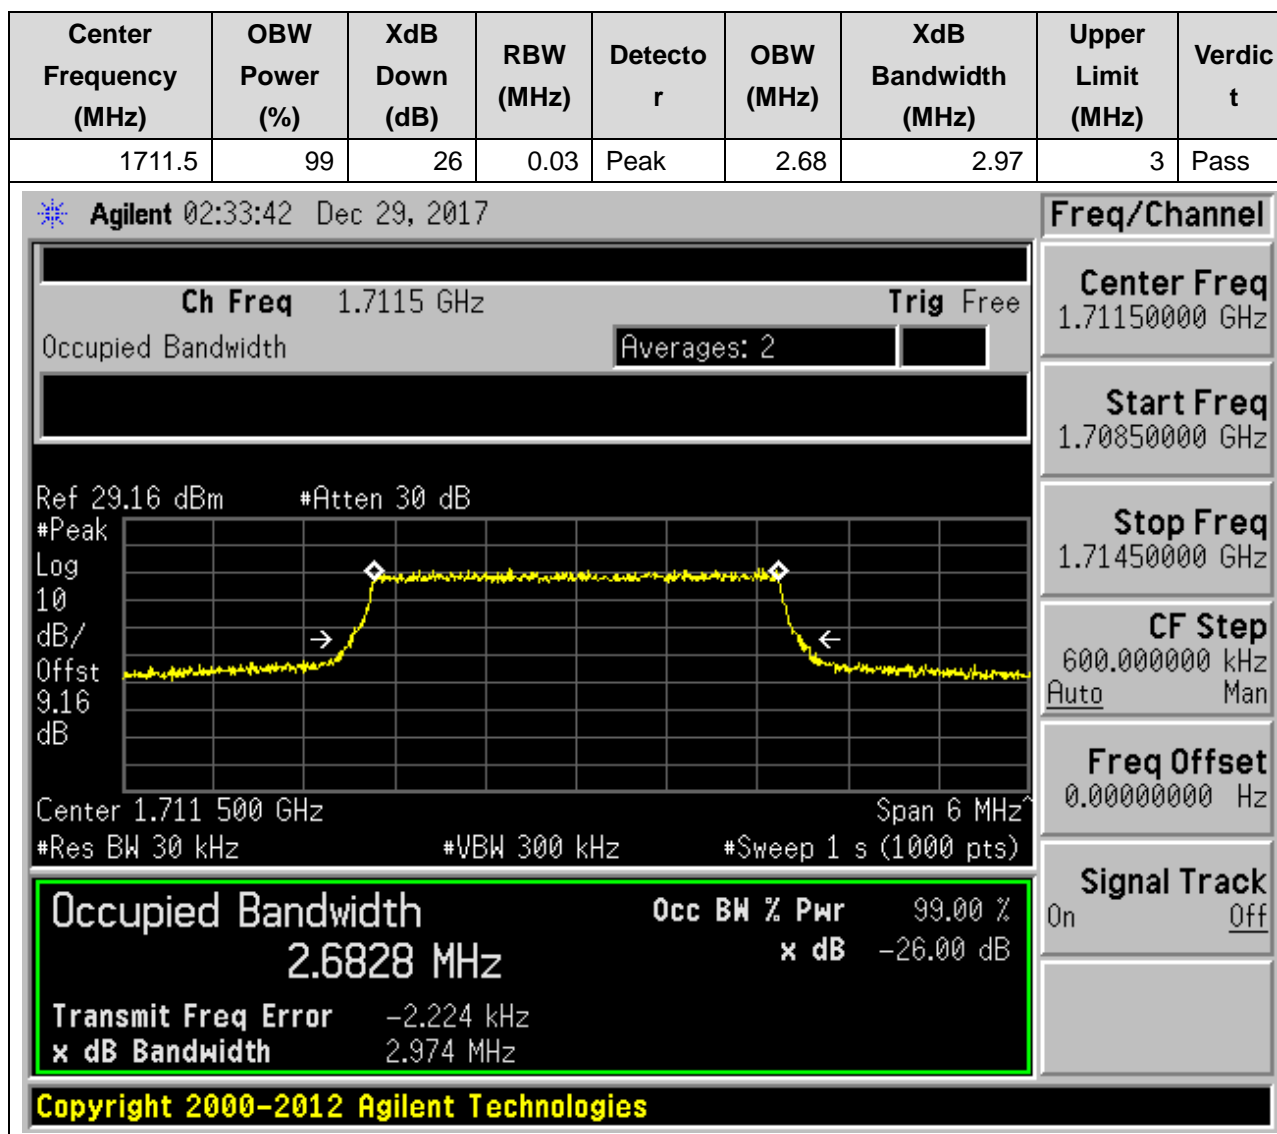 Center Frequency (MHz) OBW Power (%) XdB Down (dB) RBW (MHz) Detecto r OBW (MHz) XdB Bandwidth (MHz) Upper Limit (MHz) Verdic t
1711.5 99 26 0.03 Peak 2.68 2.97 3 Pass
Agilent 02:33:42 Dec 29, 2017
Freq/Channel
Ch Freq 1.7115 GHz Trig Free
Occupied Bandwidth Averages: 2
Center Freq
1.71150000 GHz
Start Freq
1.70850000 GHz
Stop Freq
1.71450000 GHz
CF Step
600.000000 kHz
Auto Man
Freq Offset
0.00000000 Hz
Signal Track
On Off
Ref 29.16 dBm #Atten 30 dB
#Peak
Log
10
dB/
Offst
9.16
dB
Center 1.711 500 GHz Span 6 MHz^
#Res BW 30 kHz #VBW 300 kHz #Sweep 1 s (1000 pts)
Occupied Bandwidth Occ BW % Pwr 99.00 %
2.6828 MHz x dB -26.00 dB
Transmit Freq Error -2.224 kHz
x dB Bandwidth 2.974 MHz
Copyright 2000-2012 Agilent Technologies